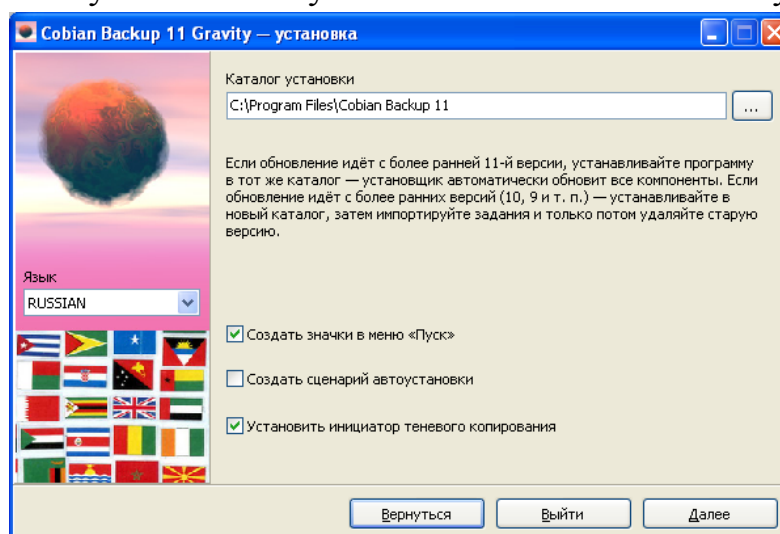 Cobian Backup 11 Gravity — установка
Каталог установки
C:\Program Files\Cobian Backup 11
...
Если обновление идёт с более ранней 11-й версии, устанавливайте программу
в тот же каталог — установщик автоматически обновит все компоненты. Если
обновление идёт с более ранних версий (10, 9 и т. п.) — устанавливайте в
новый каталог, затем импортируйте задания и только потом удаляйте старую
версию.
Язык
RUSSIAN
Создать значки в меню «Пуск»
Создать сценарий автоустановки
Установить инициатор теневого копирования
Вернуться
Выйти
Далее